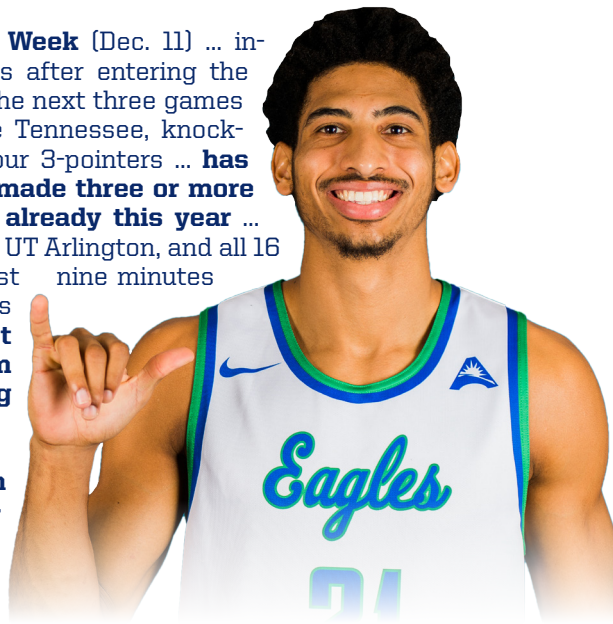 Week (Dec. 11) ... in-
s after entering the
he next three games
e Tennessee, knock-
our 3-pointers ... has
made three or more
already this year ...
UT Arlington, and all 16
st nine minutes
s
t
n
g
Eagles